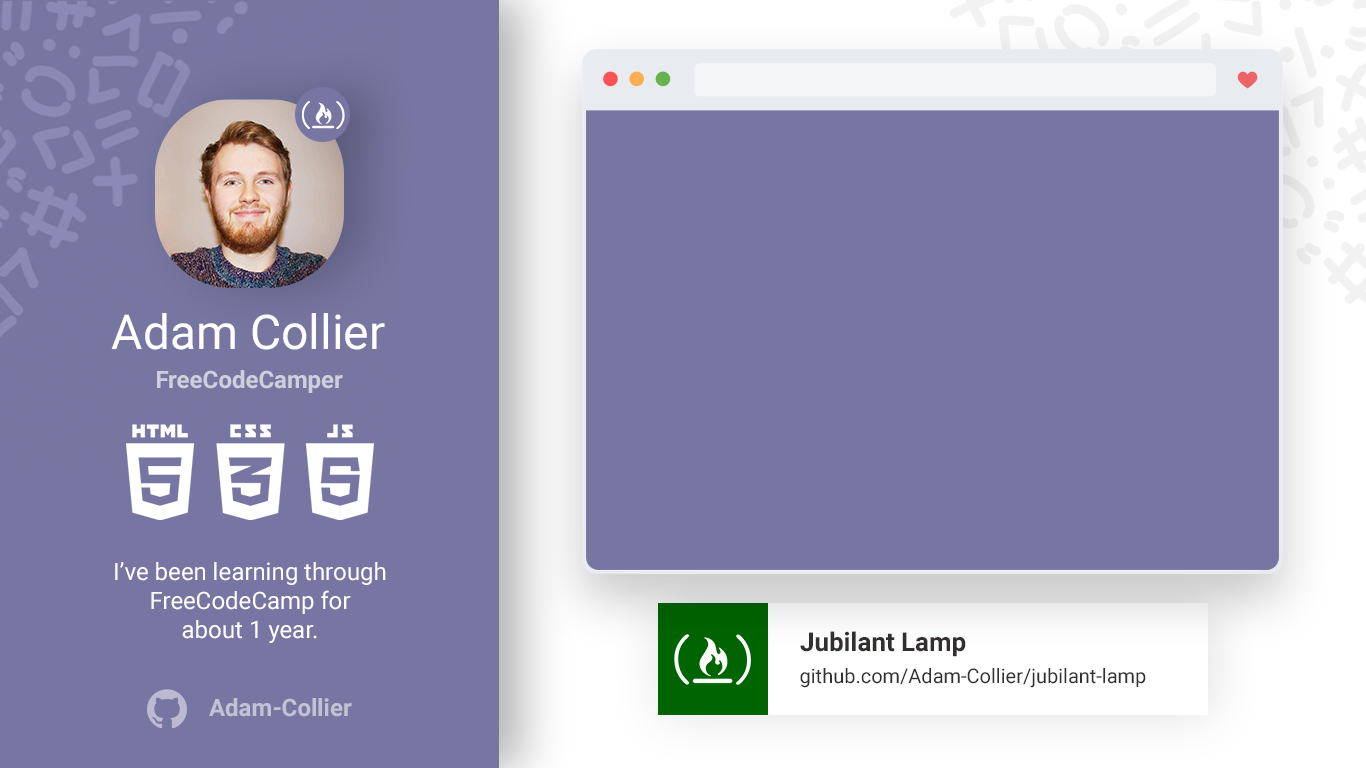 Adam Collier
FreeCodeCamper
HTML CSS JS
5 3 5
I’ve been learning through
FreeCodeCamp for
about 1 year.
Adam-Collier
Jubilant Lamp
github.com/Adam-Collier/jubilant-lamp